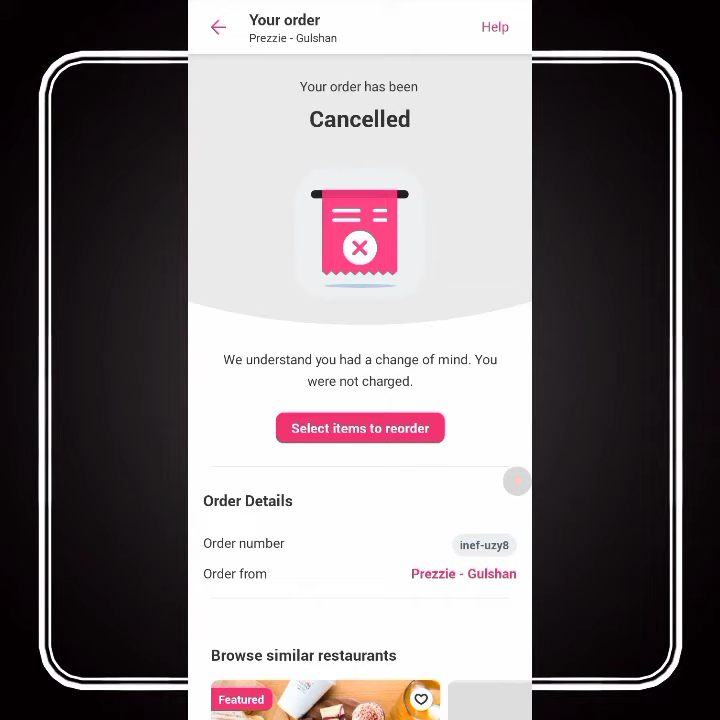 Your order
Prezzie - Gulshan
Help
Your order has been
Cancelled
We understand you had a change of mind. You
were not charged.
Select items to reorder
Order Details
Order number
inef-uzy8
Order from
Prezzie - Gulshan
Browse similar restaurants
Featured